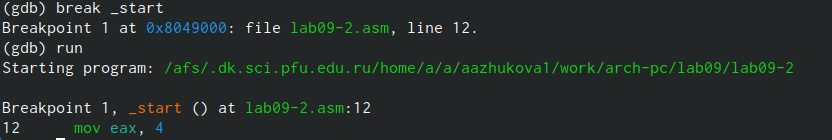 (gdb) break _start
Breakpoint 1 at 0x8049000: file lab09-2.asm, line 12.
(gdb) run
Starting program: /afs/.dk.sci.pfu.edu.ru/home/a/a/aazhukova1/work/arch-pc/lab09/lab09-2
Breakpoint 1, _start () at lab09-2.asm:12
12 mov eax, 4